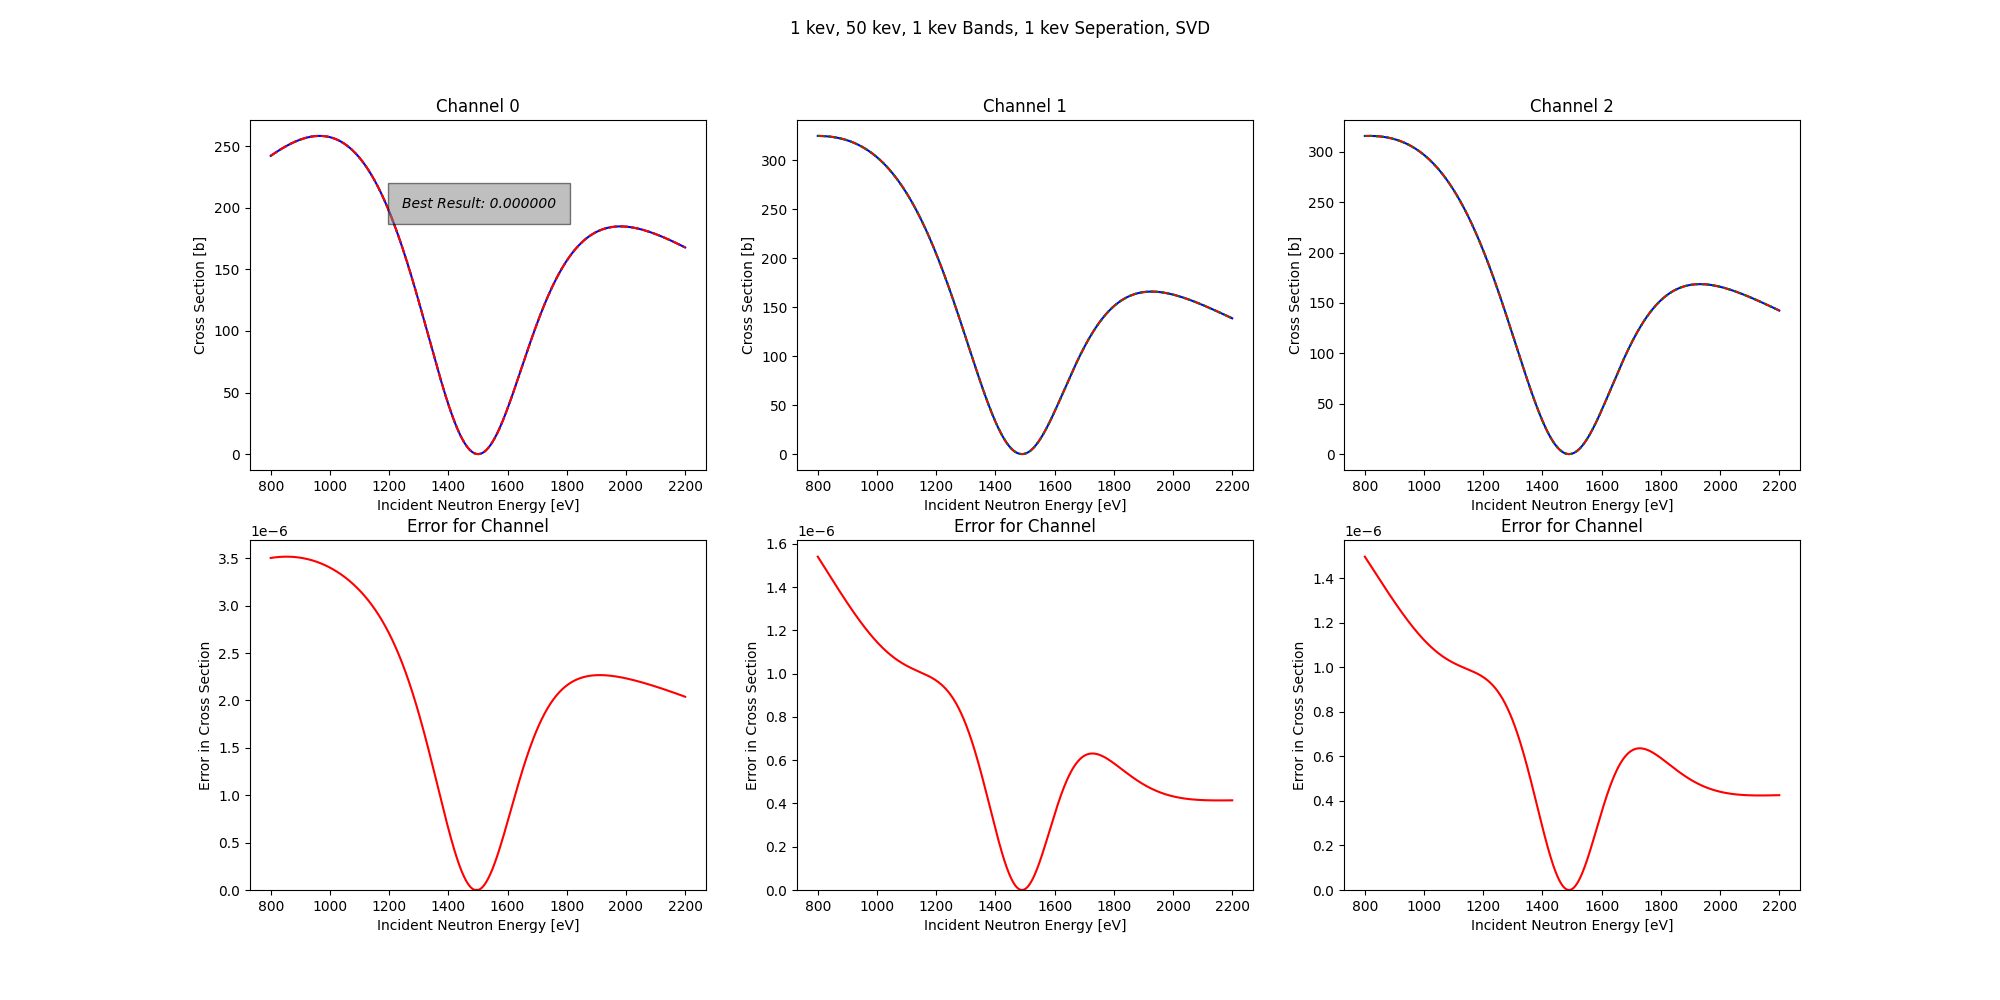 1 kev, 50 kev, 1 kev Bands, 1 kev Seperation, SVD
Channel 0
Cross Section [b]
250
200
150
100
50
0
Best Result: 0.000000
800 1000 1200 1400 1600 1800 2000 2200
Incident Neutron Energy [eV]
Channel 1
Cross Section [b]
300
250
200
150
100
50
0
800 1000 1200 1400 1600 1800 2000 2200
Incident Neutron Energy [eV]
Channel 2
Cross Section [b]
300
250
200
150
100
50
0
800 1000 1200 1400 1600 1800 2000 2200
Incident Neutron Energy [eV]
Error for Channel
1e−6
Error in Cross Section
3.5
3.0
2.5
2.0
1.5
1.0
0.5
0.0
800 1000 1200 1400 1600 1800 2000 2200
Incident Neutron Energy [eV]
Error for Channel
1e−6
Error in Cross Section
1.6
1.4
1.2
1.0
0.8
0.6
0.4
0.2
0.0
800 1000 1200 1400 1600 1800 2000 2200
Incident Neutron Energy [eV]
Error for Channel
1e−6
Error in Cross Section
1.4
1.2
1.0
0.8
0.6
0.4
0.2
0.0
800 1000 1200 1400 1600 1800 2000 2200
Incident Neutron Energy [eV]